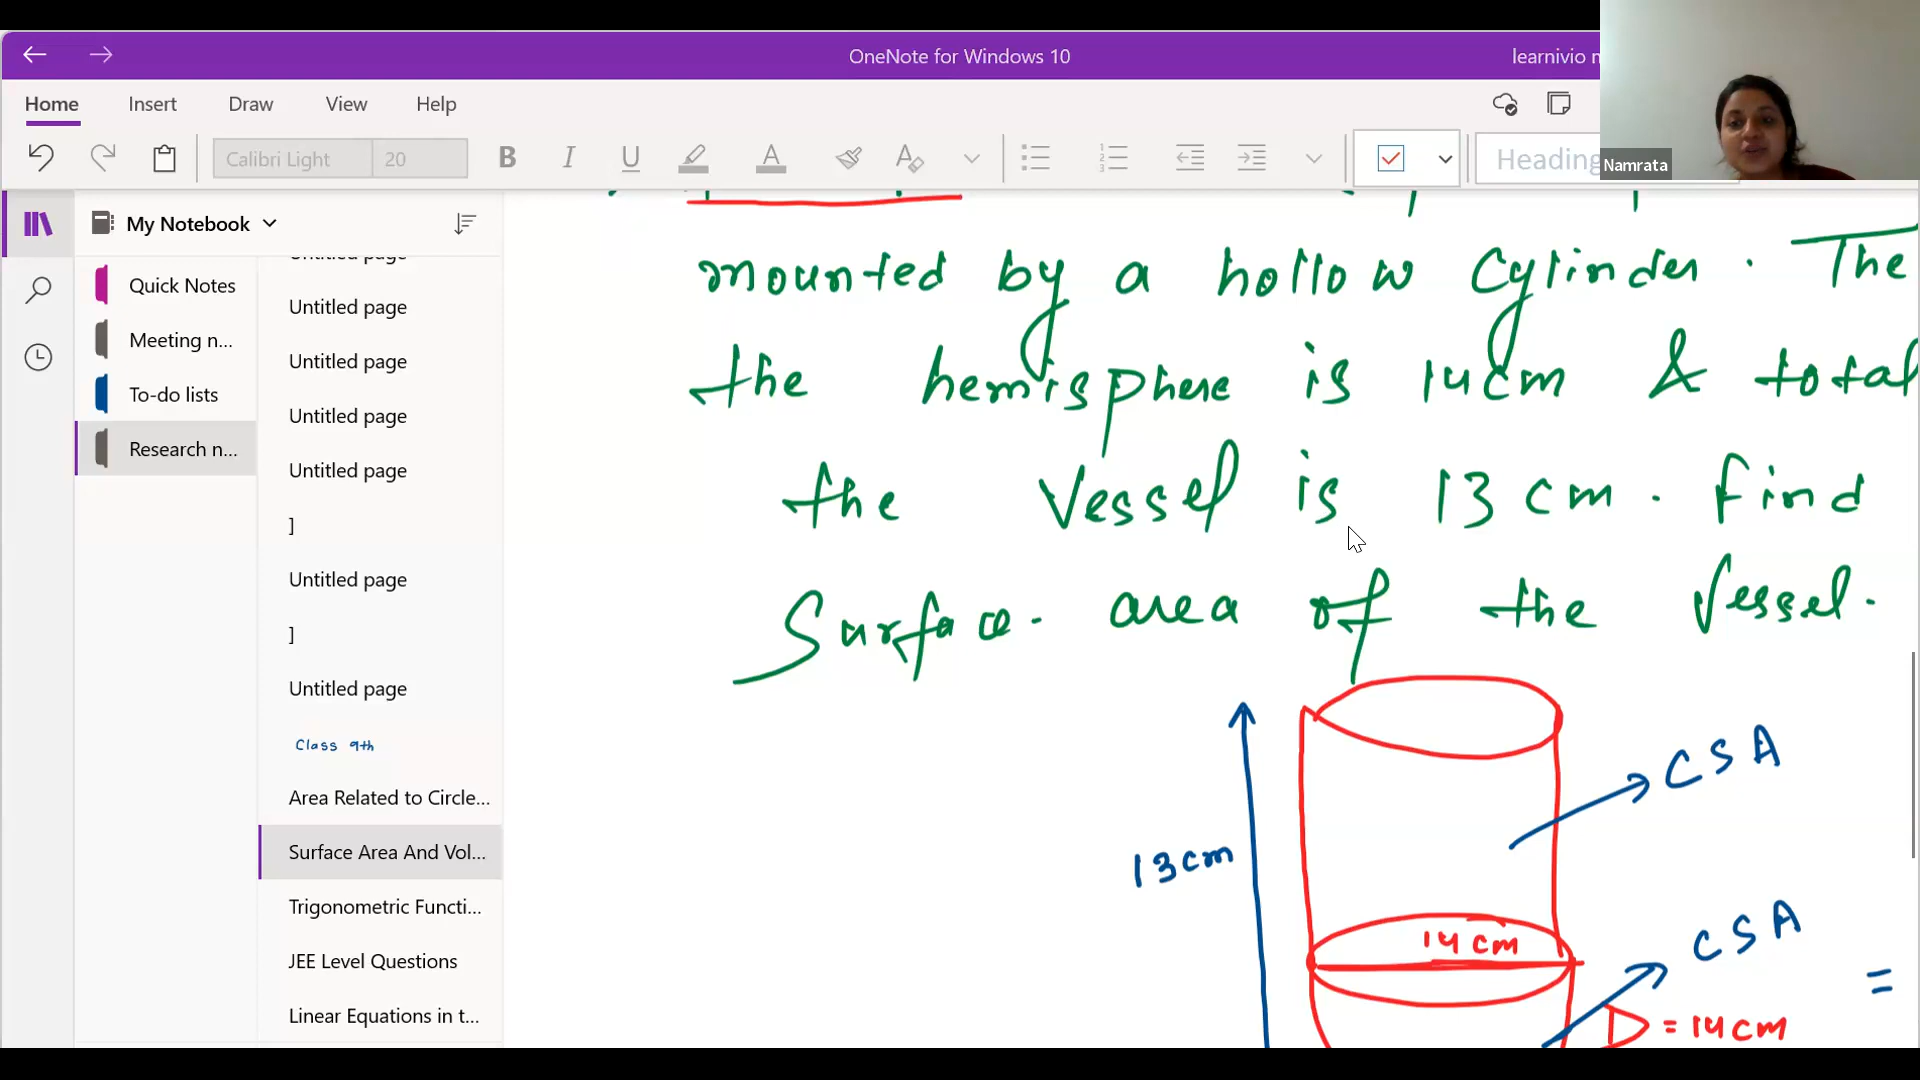 OneNote for Windows 10
learnivio
Home Insert Draw View Help
Calibri Light 20 B I U A Heading
Namrata
My Notebook
Quick Notes
Meeting n...
To-do lists
Research n...
Untitled page
Untitled page
Untitled page
Untitled page
Untitled page
]
Untitled page
]
Untitled page
Class 9th
Area Related to Circle...
Surface Area And Vol...
Trigonometric Functi...
JEE Level Questions
Linear Equations in t...
mounted by a hollow Cylinder. The
the hemisphere is 14cm & total
the Vessel is 13 cm. find
Surface. area of the Vessel.
CSA
13cm
14cm
CSA
=
D = 14cm